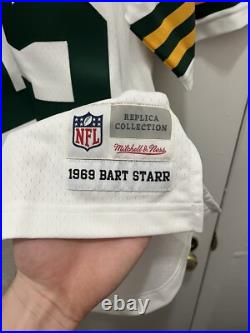 REPLICA
COLLECTION
NFL
Mitchell & Ness
1969 BART STARR